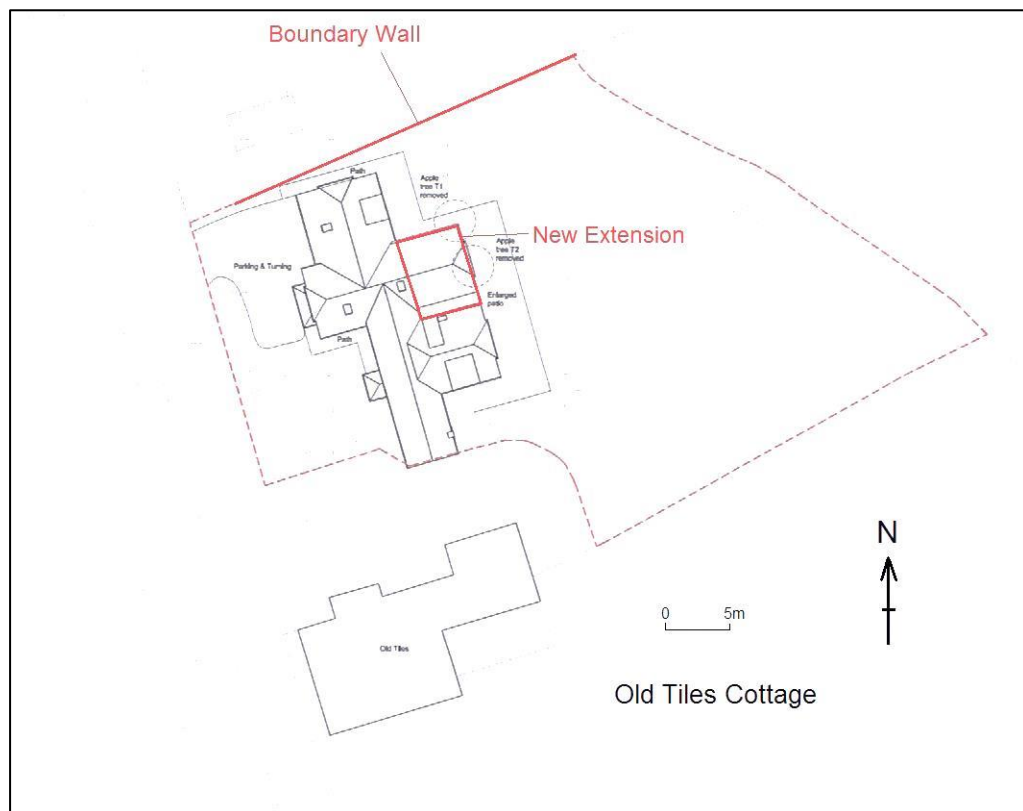 Boundary Wall
Path
Apple
tree T1
removed
New Extension
Apple
tree T2
removed
Parking & Turning
Enlarged
patio
Path
N
0 5m
Old Tiles
Old Tiles Cottage